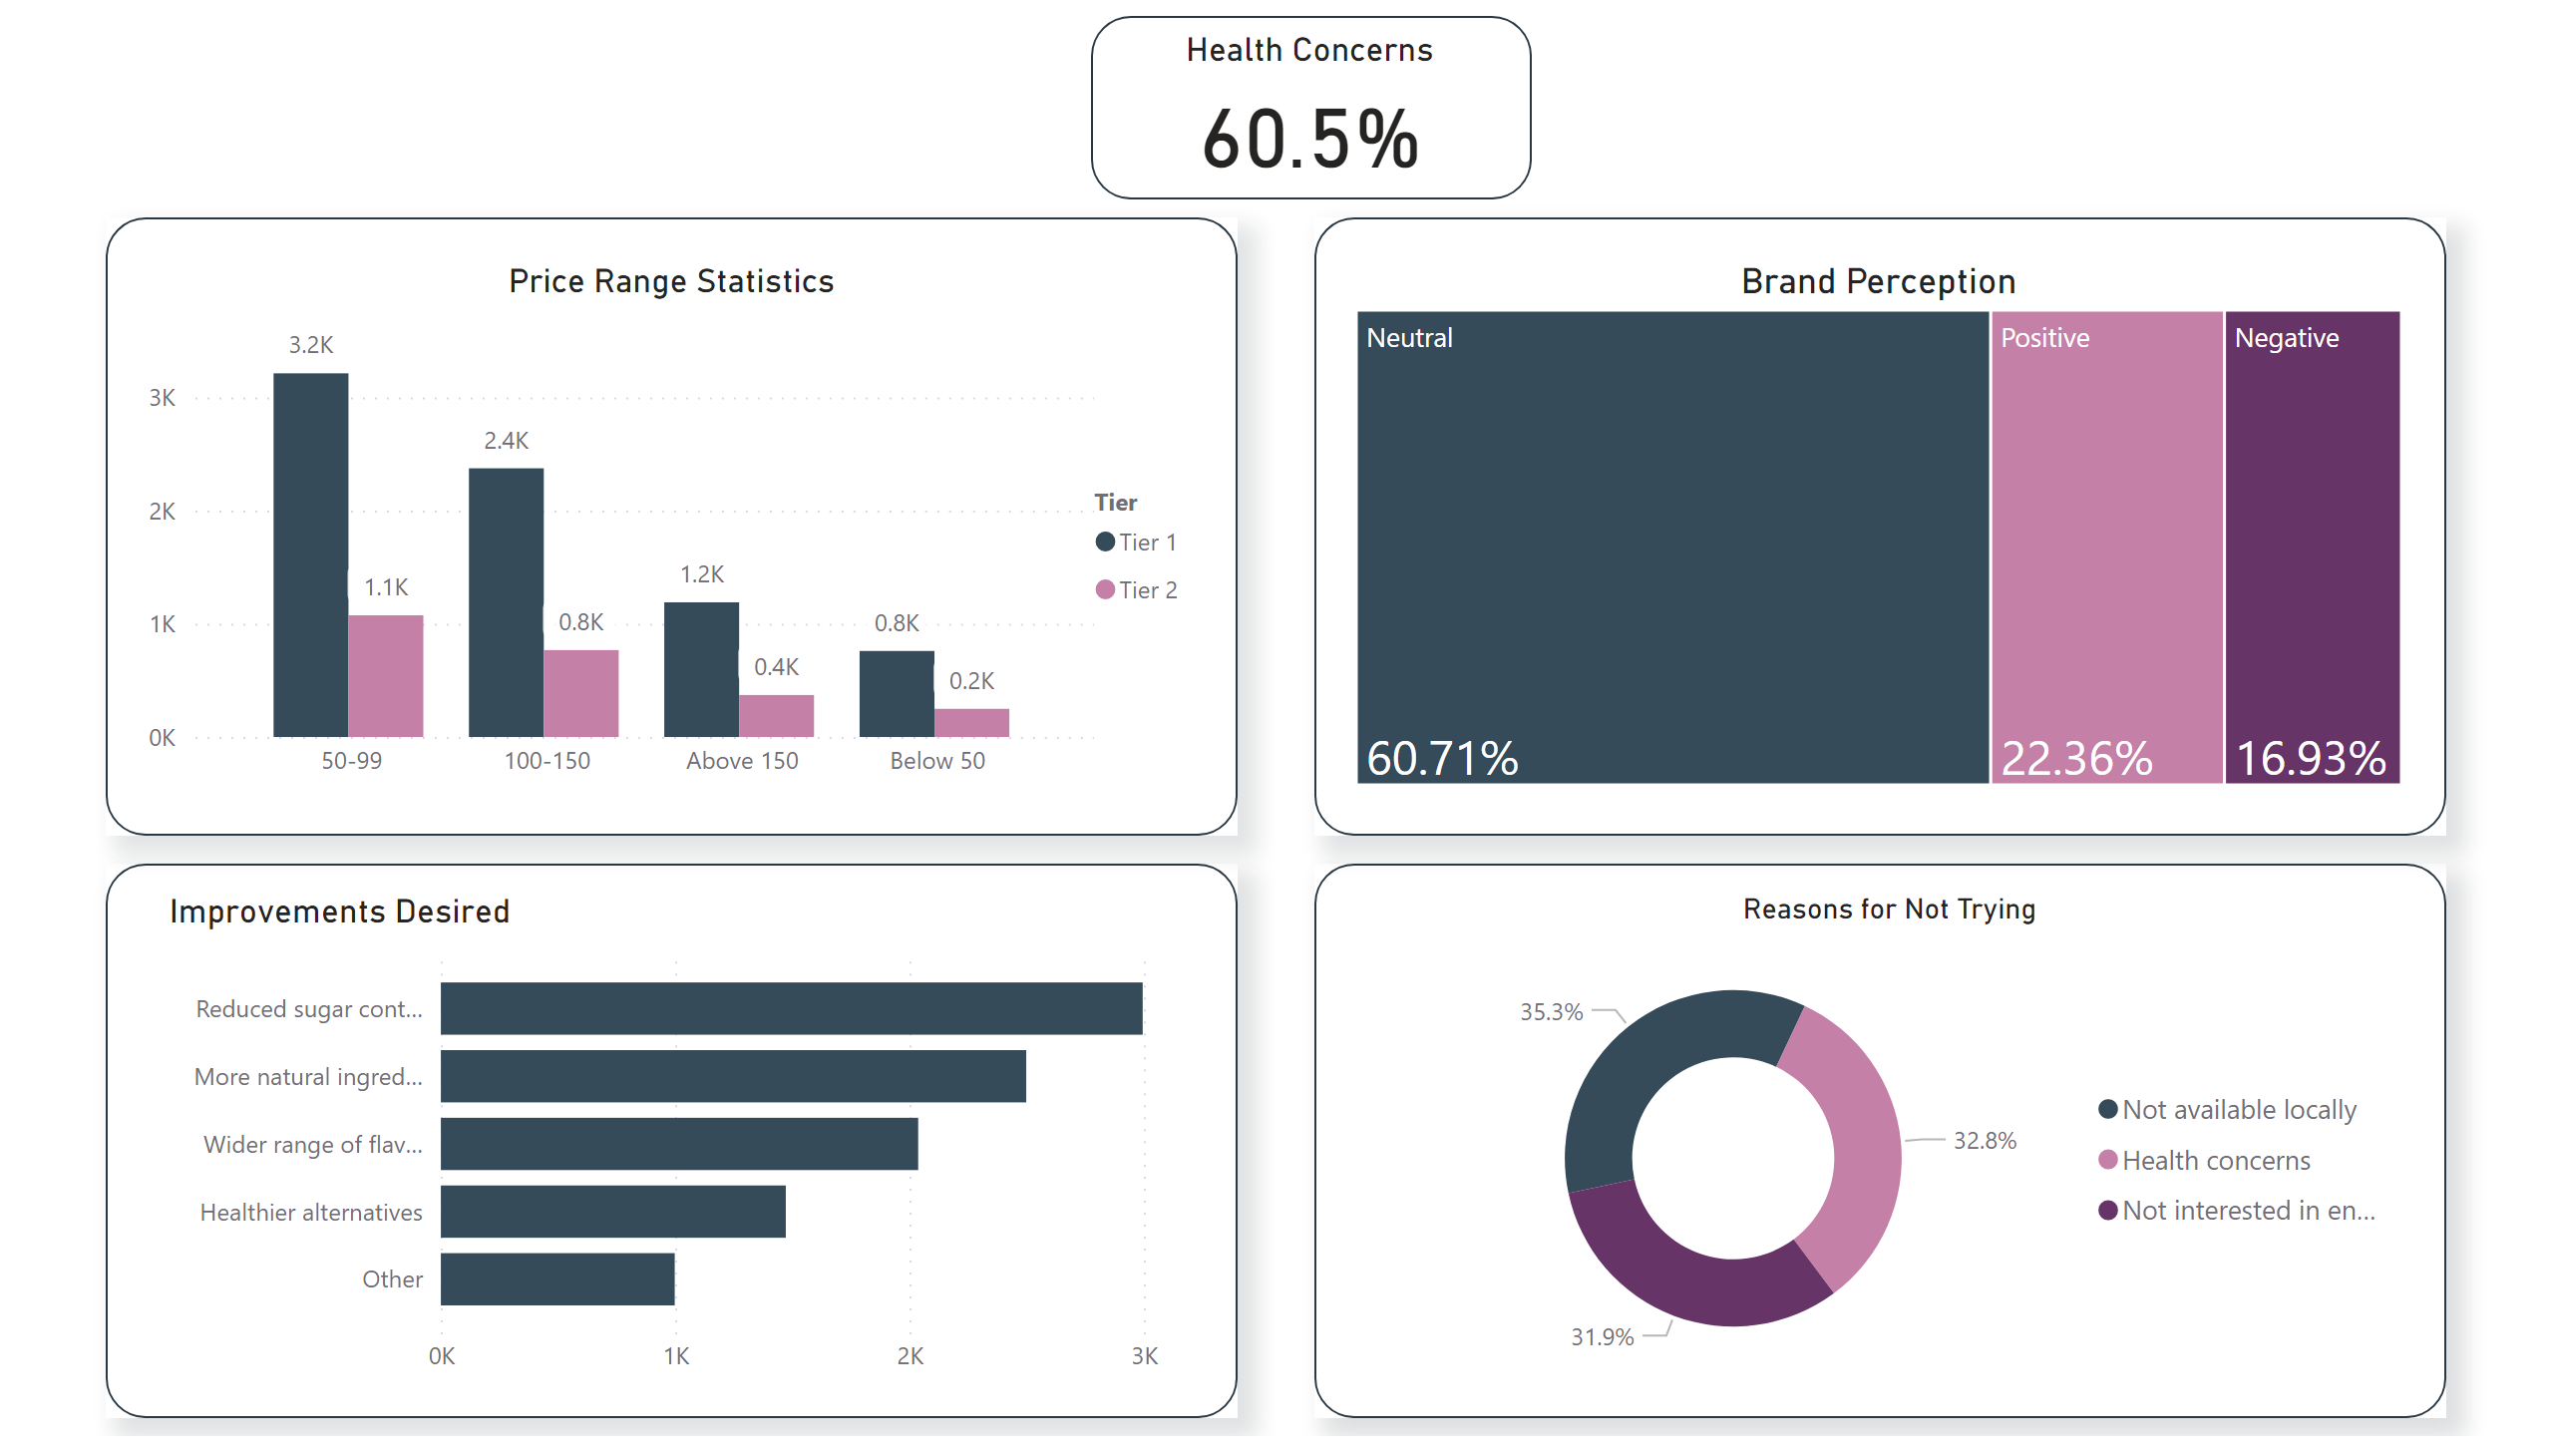 Health Concerns
60.5%
Price Range Statistics
3.2K
3K
2.4K
2K
1.2K
1.1K
1K
0.8K
0.8K
0.4K
0.2K
0K
50-99
100-150
Above 150
Below 50
Tier
Tier 1
Tier 2
Brand Perception
Neutral
Positive
Negative
60.71%
22.36%
16.93%
Improvements Desired
Reduced sugar cont...
More natural ingred...
Wider range of flav...
Healthier alternatives
Other
0K
1K
2K
3K
Reasons for Not Trying
35.3%
32.8%
31.9%
Not available locally
Health concerns
Not interested in en...